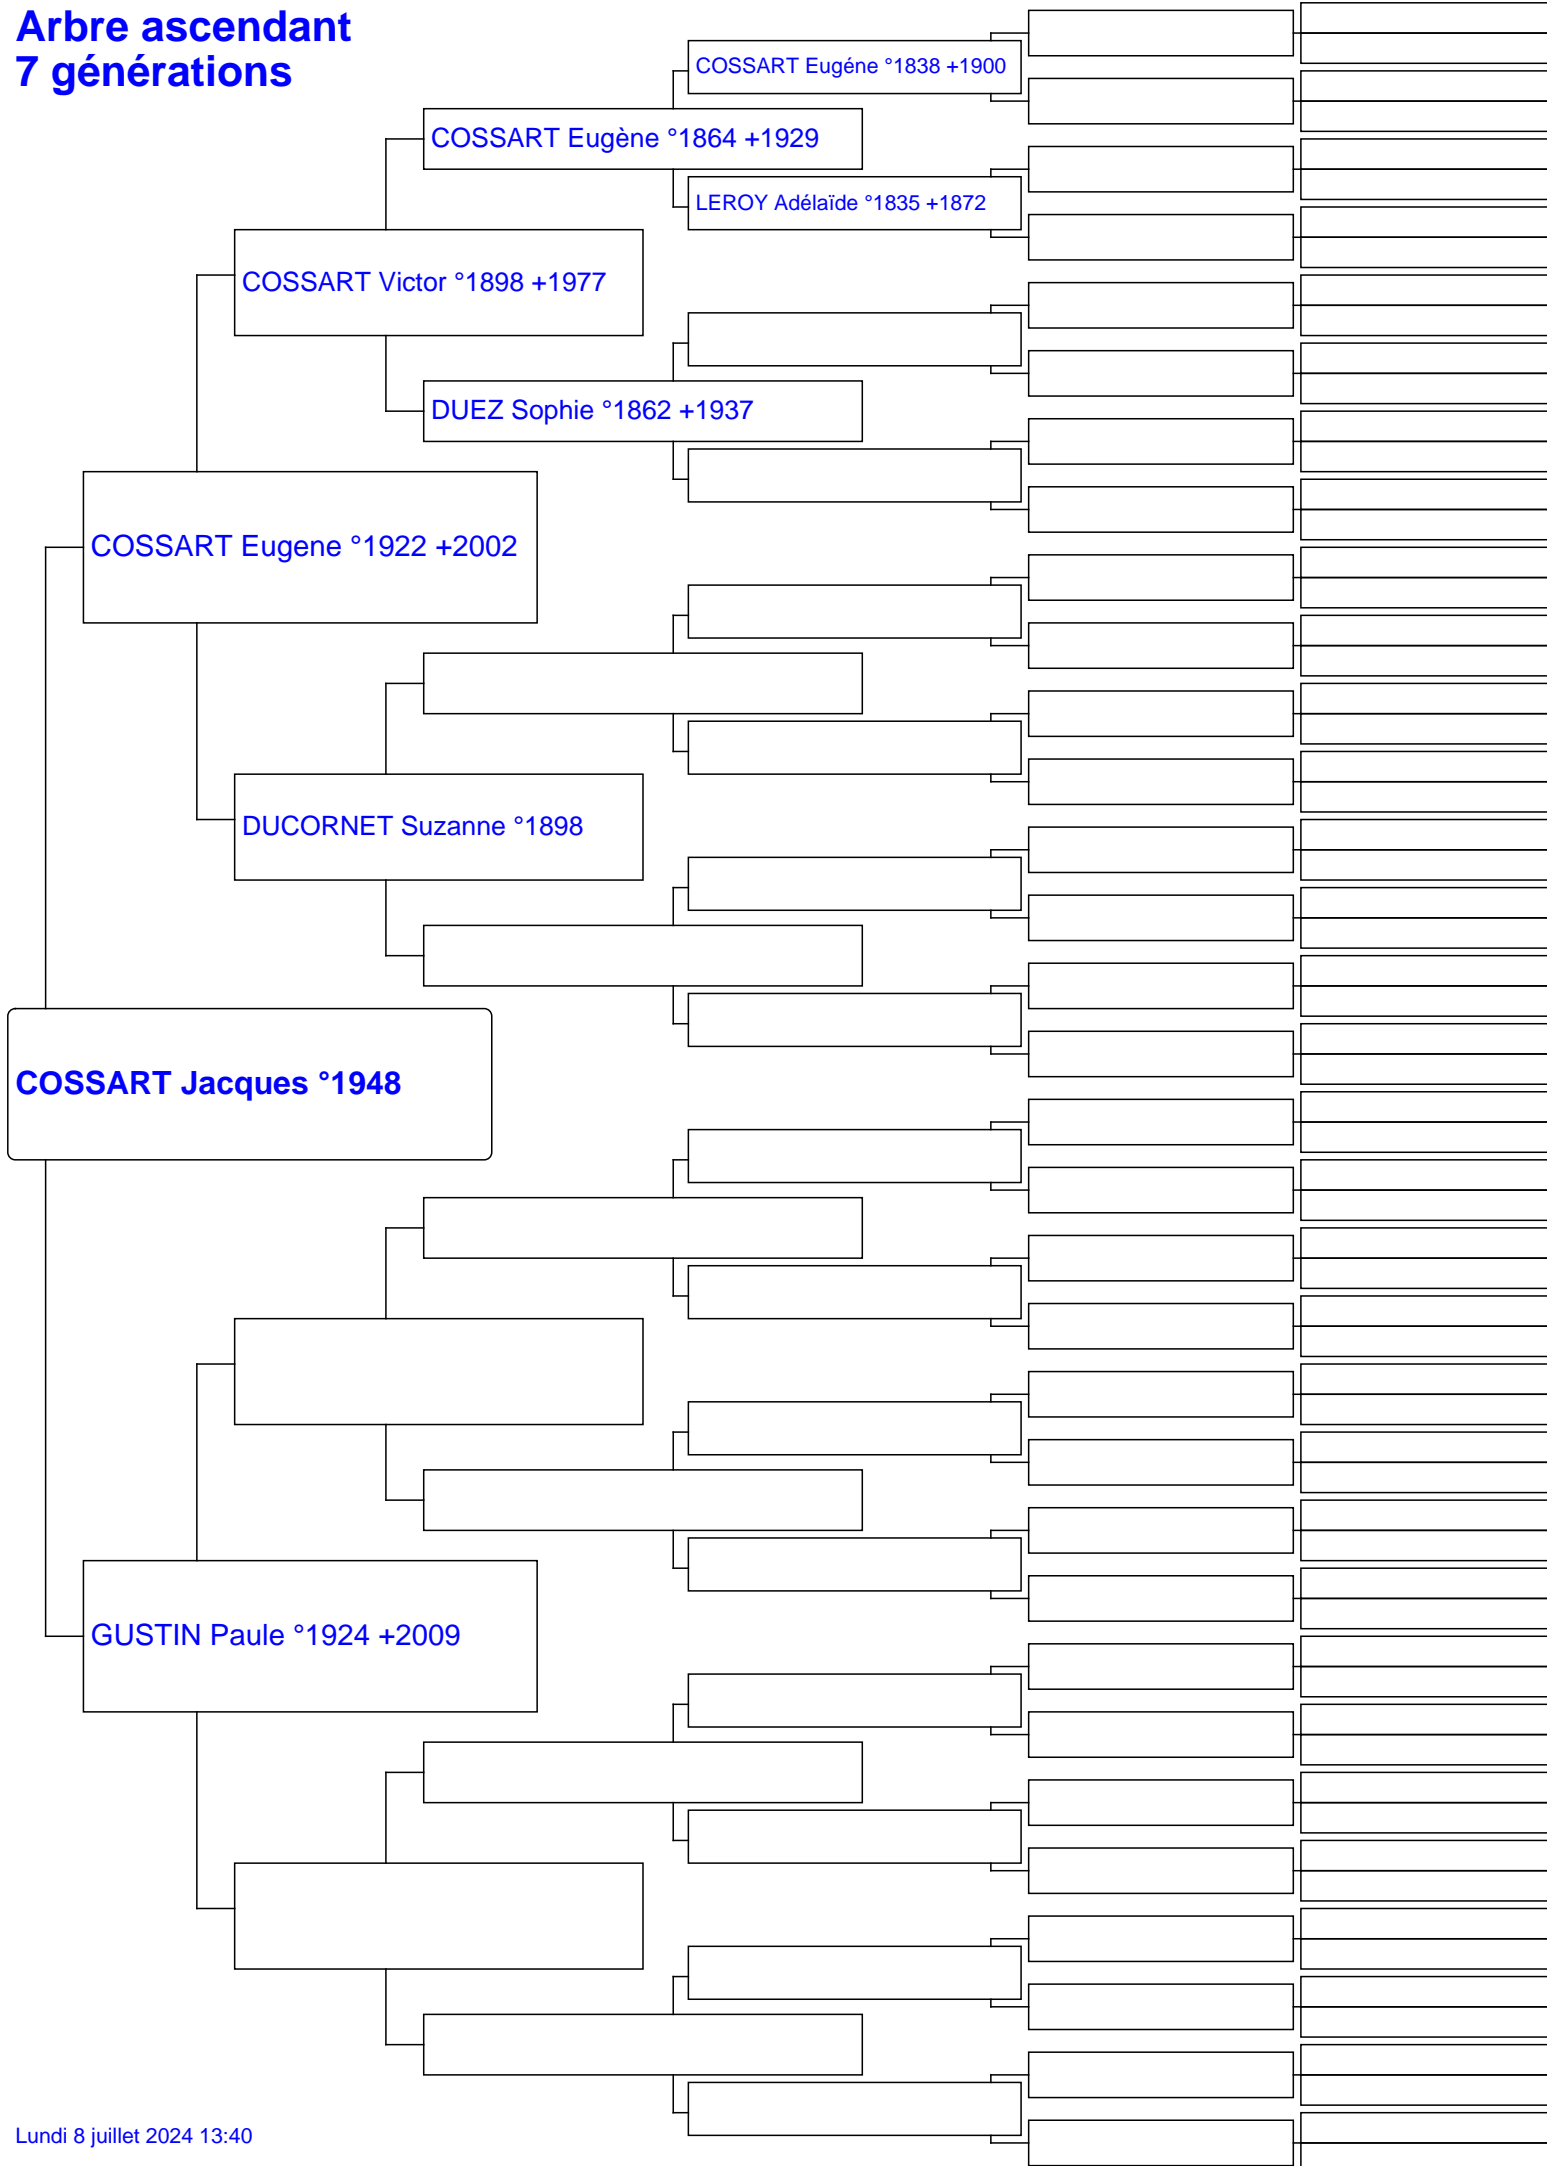 Arbre ascendant
7 générations
COSSART Eugéne °1838 +1900
COSSART Eugène °1864 +1929
LEROY Adélaïde °1835 +1872
COSSART Victor °1898 +1977
DUEZ Sophie °1862 +1937
COSSART Eugene °1922 +2002
DUCORNET Suzanne °1898
COSSART Jacques °1948
GUSTIN Paule °1924 +2009
Lundi 8 juillet 2024 13:40